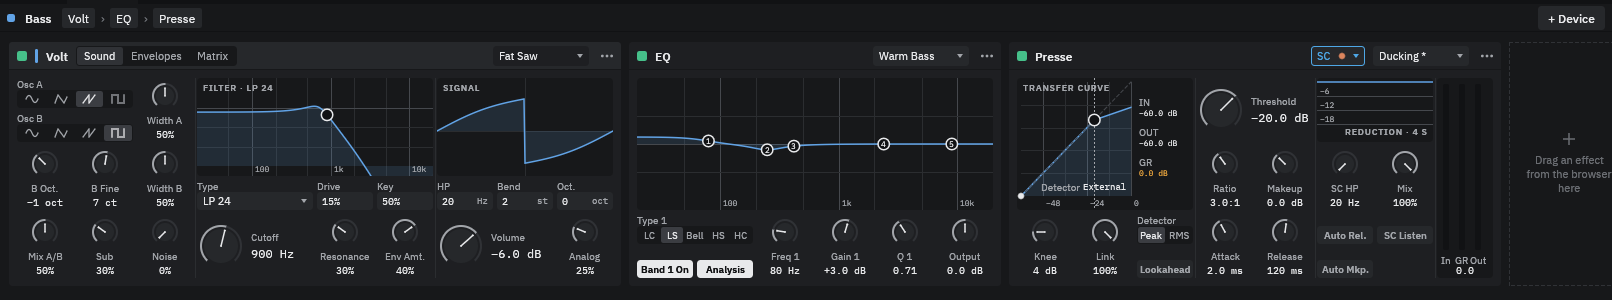 Bass Volt › EQ › Presse + Device
Volt Sound Envelopes Matrix Fat Saw
Osc A
Osc B
Width A
50%
B Oct. B Fine Width B
-1 oct 7 ct 50%
Mix A/B Sub Noise
50% 30% 0%
FILTER · LP 24
100 1k 10k
Type Drive Key
LP 24 15% 50%
Cutoff
900 Hz
Resonance Env Amt.
30% 40%
SIGNAL
HP Bend Oct.
20 Hz 2 st 0 oct
Volume
-6.0 dB
Analog
25%
EQ Warm Bass
1 2 3 4 5
100 1k 10k
Type 1
LC LS Bell HS HC
Band 1 On Analysis
Freq 1 Gain 1 Q 1 Output
80 Hz +3.0 dB 0.71 0.0 dB
Presse SC Ducking *
TRANSFER CURVE
IN
-60.0 dB
OUT
-60.0 dB
GR
0.0 dB
Detector External
-48 -24 0
Knee Link
4 dB 100%
Detector
Peak RMS
Lookahead
Threshold
-20.0 dB
Ratio Makeup
3.0:1 0.0 dB
Attack Release
2.0 ms 120 ms
-6
-12
-18
REDUCTION · 4 S
SC HP Mix
20 Hz 100%
Auto Rel. SC Listen
Auto Mkp.
In GR Out
0.0
+
Drag an effect
from the browser
here